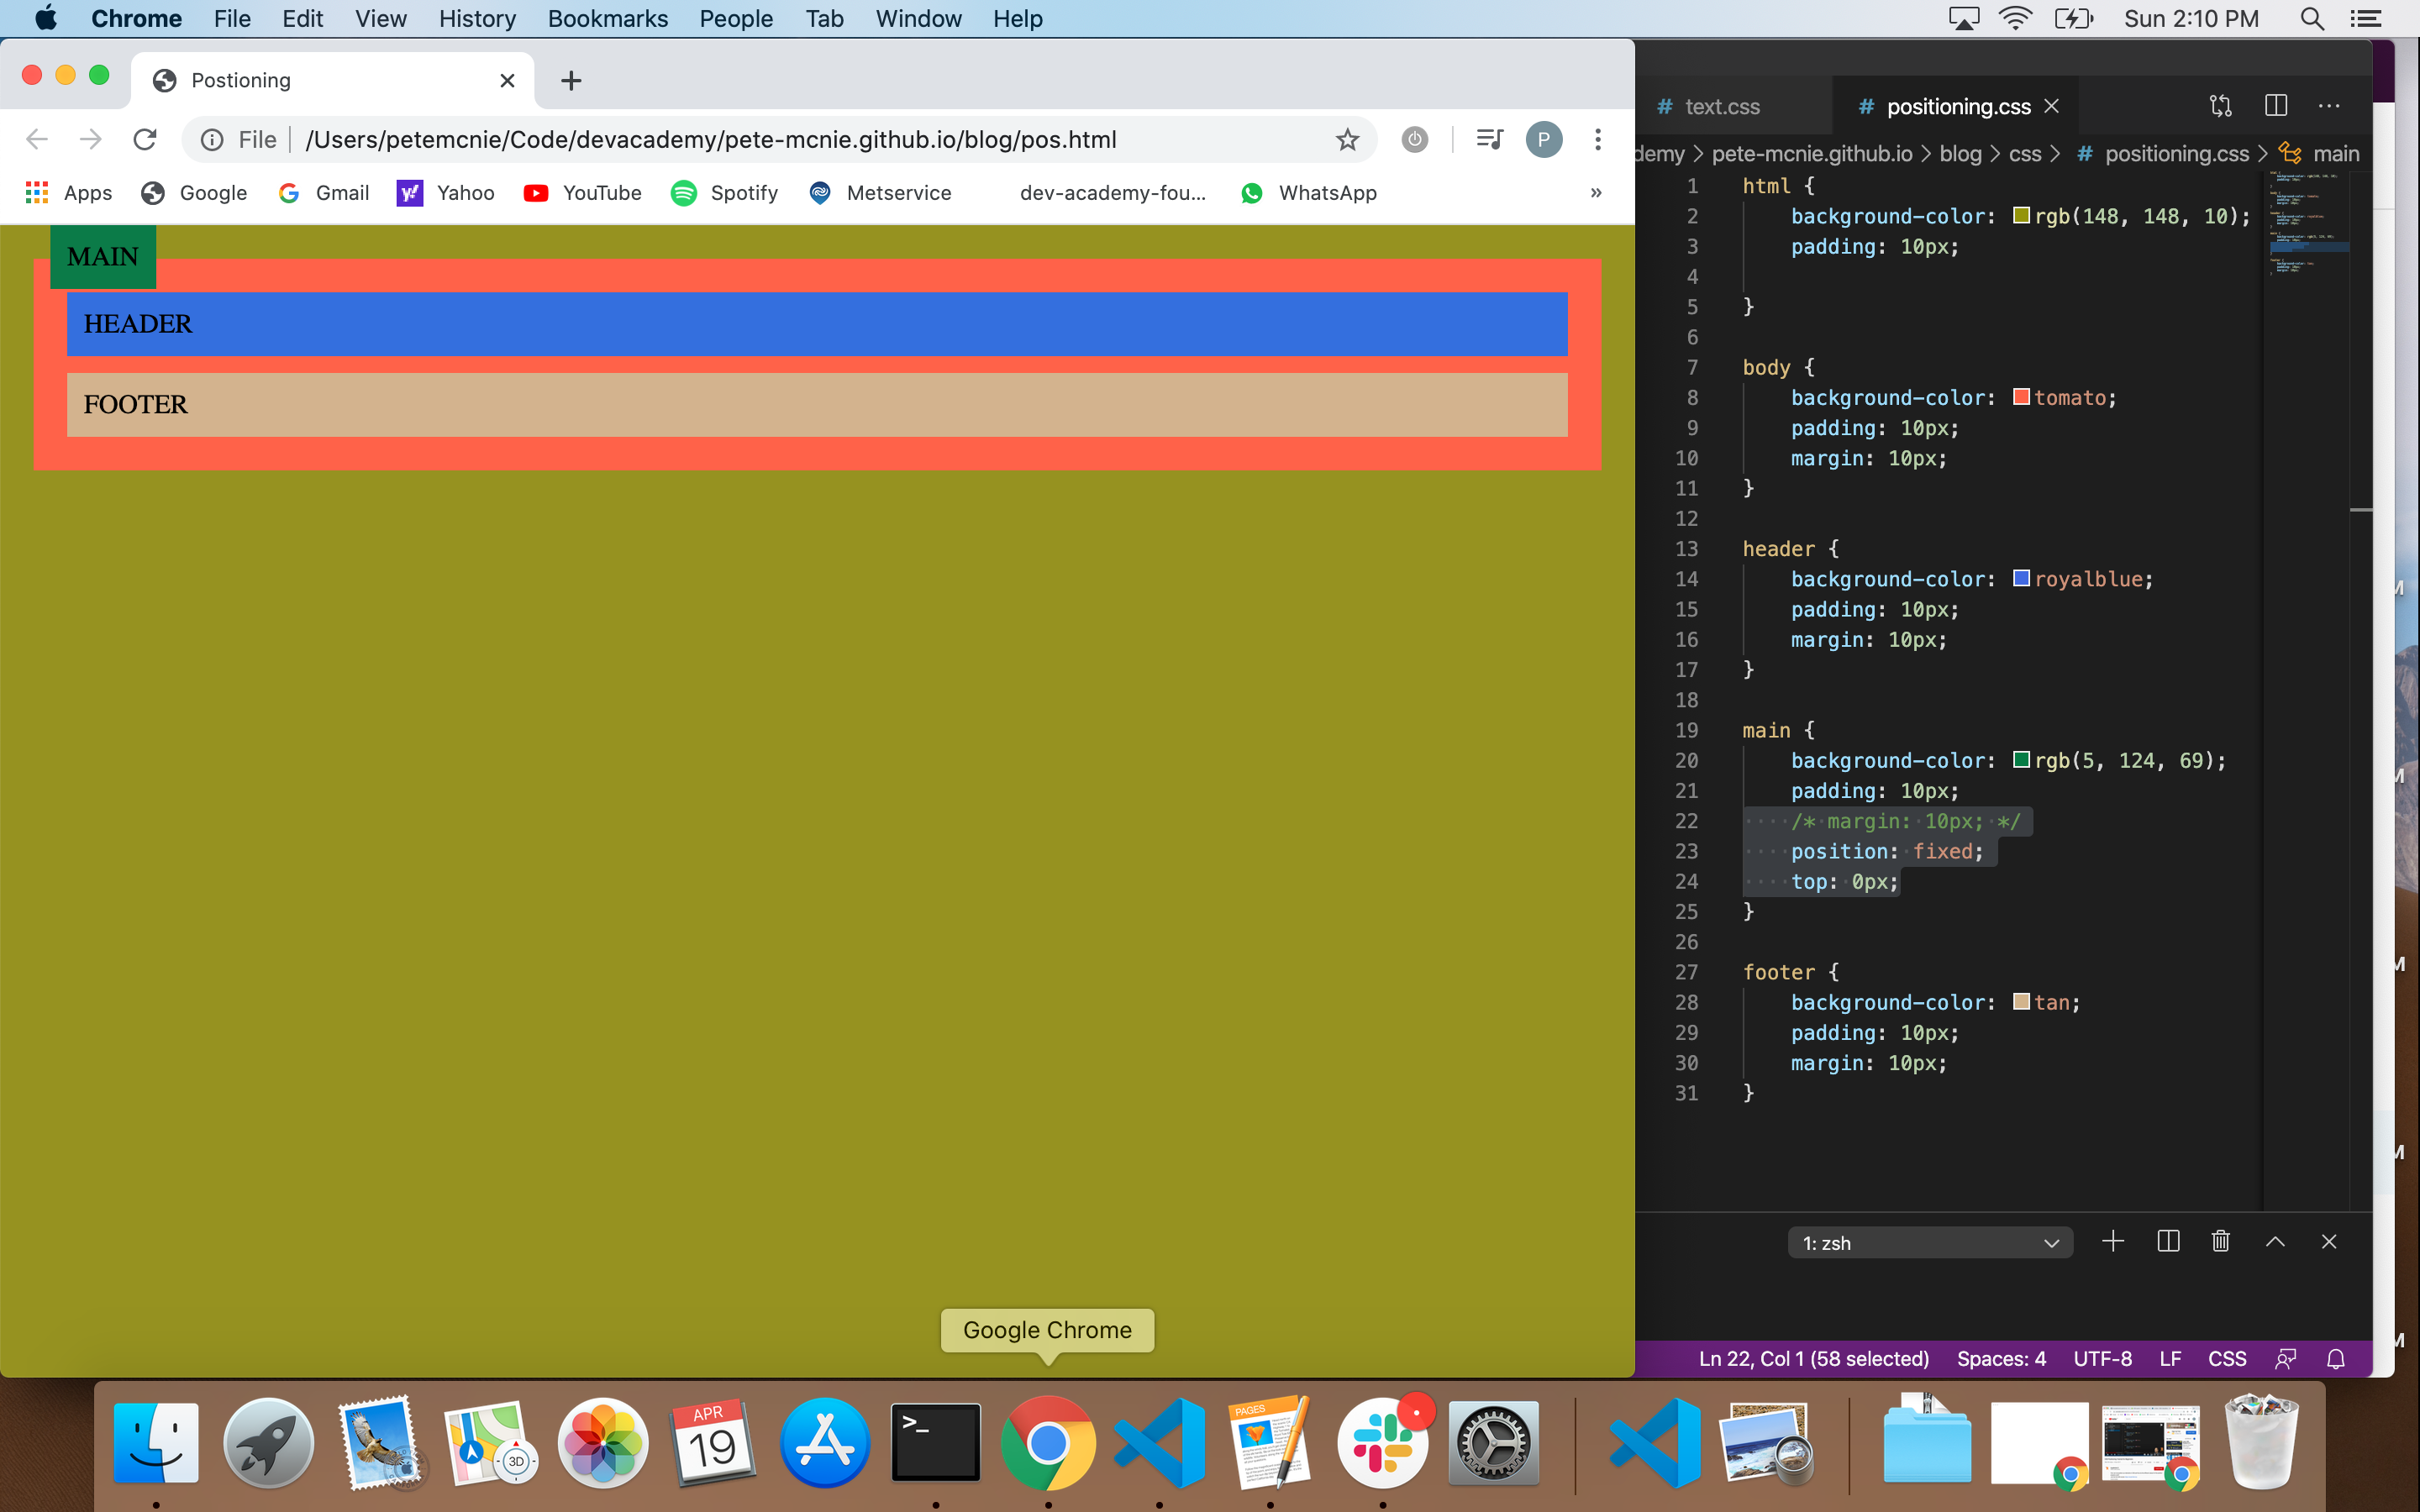 Chrome File Edit View History Bookmarks People Tab Window Help Sun 2:10 PM
Postioning
File /Users/petemcnie/Code/devacademy/pete-mcnie.github.io/blog/pos.html P
Apps Google Gmail Yahoo YouTube Spotify Metservice dev-academy-fou... WhatsApp »
MAIN
HEADER
FOOTER
# text.css # positioning.css
demy > pete-mcnie.github.io > blog > css > # positioning.css > main
1 html {
2 background-color: rgb(148, 148, 10);
3 padding: 10px;
4
5 }
6
7 body {
8 background-color: tomato;
9 padding: 10px;
10 margin: 10px;
11 }
12
13 header {
14 background-color: royalblue;
15 padding: 10px;
16 margin: 10px;
17 }
18
19 main {
20 background-color: rgb(5, 124, 69);
21 padding: 10px;
22 /* margin: 10px; */
23 position: fixed;
24 top: 0px;
25 }
26
27 footer {
28 background-color: tan;
29 padding: 10px;
30 margin: 10px;
31 }
1: zsh
Ln 22, Col 1 (58 selected) Spaces: 4 UTF-8 LF CSS
Google Chrome
3D
APR
19
>_
PAGES